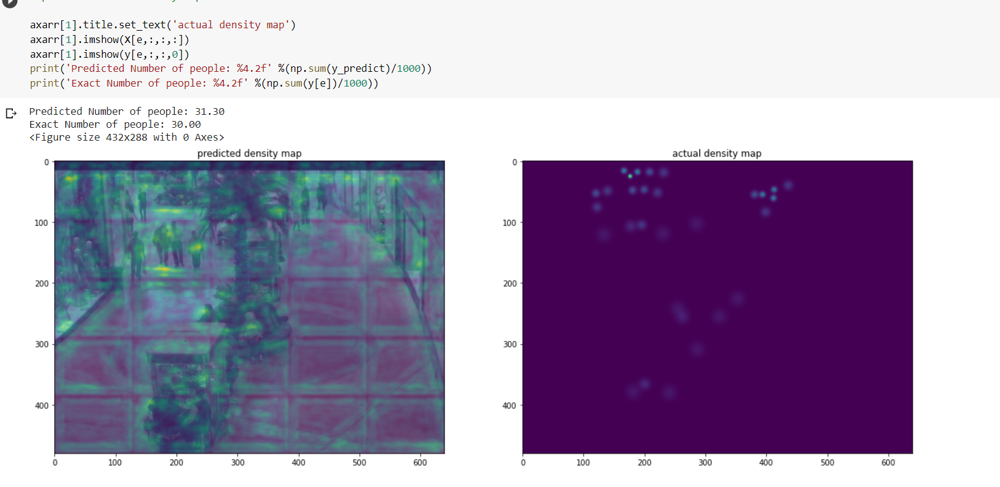 axarr[1].title.set_text('actual density map')
axarr[1].imshow(X[e,:,:,:])
axarr[1].imshow(y[e,:,:,0])
print('Predicted Number of people: %4.2f' %(np.sum(y_predict)/1000))
print('Exact Number of people: %4.2f' %(np.sum(y[e])/1000))
Predicted Number of people: 31.30
Exact Number of people: 30.00
<Figure size 432x288 with 0 Axes>
predicted density map
0
100
200
300
400
0 100 200 300 400 500 600
actual density map
0
100
200
300
400
0 100 200 300 400 500 600